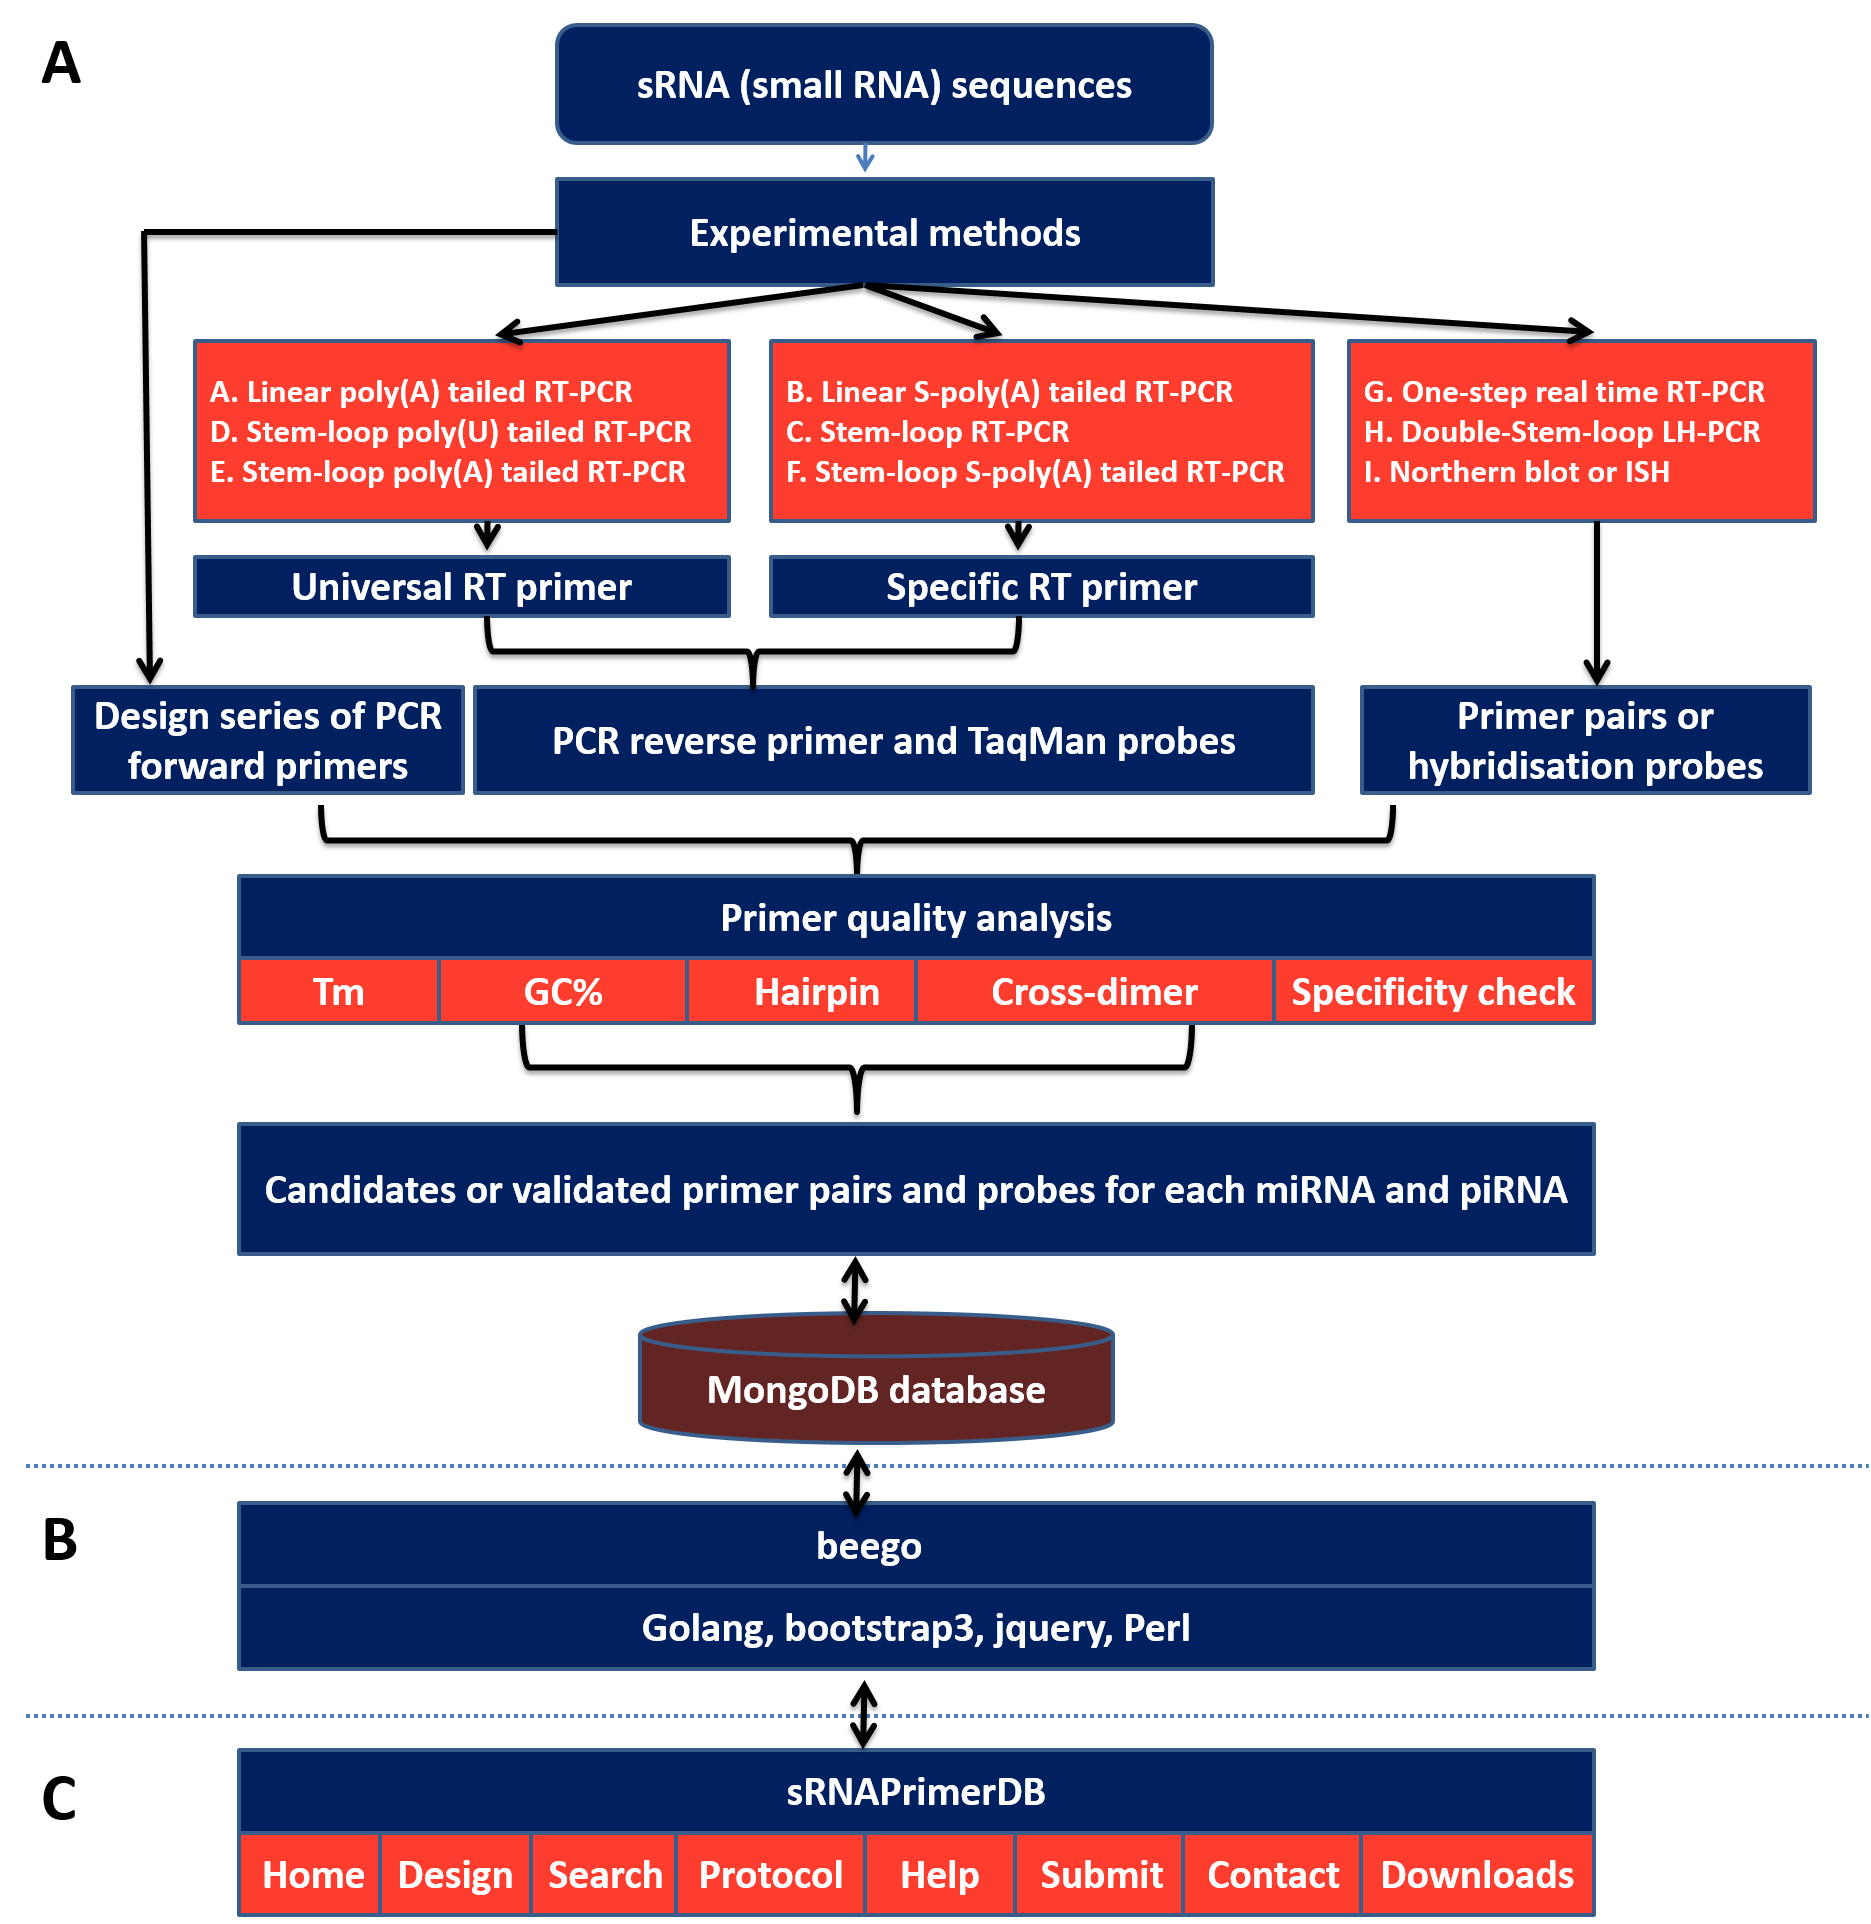 A
sRNA (small RNA) sequences
Experimental methods
A. Linear poly(A) tailed RT-PCR
D. Stem-loop poly(U) tailed RT-PCR
E. Stem-loop poly(A) tailed RT-PCR
B. Linear S-poly(A) tailed RT-PCR
C. Stem-loop RT-PCR
F. Stem-loop S-poly(A) tailed RT-PCR
G. One-step real time RT-PCR
H. Double-Stem-loop LH-PCR
I. Northern blot or ISH
Universal RT primer
Specific RT primer
Design series of PCR
forward primers
PCR reverse primer and TaqMan probes
Primer pairs or
hybridisation probes
Primer quality analysis
Tm
GC%
Hairpin
Cross-dimer
Specificity check
Candidates or validated primer pairs and probes for each miRNA and piRNA
MongoDB database
B
beego
Golang, bootstrap3, jquery, Perl
C
sRNAPrimerDB
Home
Design
Search
Protocol
Help
Submit
Contact
Downloads